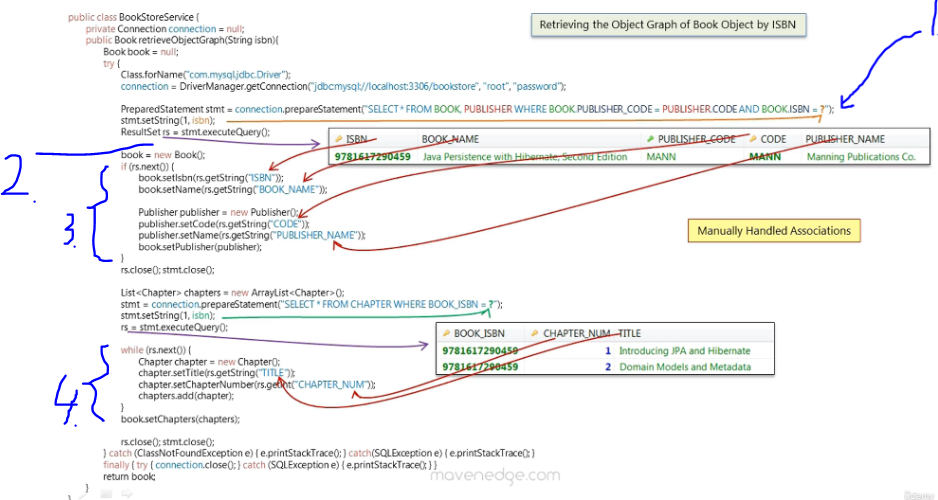 Retrieving the Object Graph of Book Object by ISBN
1.
public class BookStoreService {
private Connection connection = null;
public Book retrieveObjectGraph(String isbn){
Book book = null;
try {
Class.forName("com.mysql.jdbc.Driver");
connection = DriverManager.getConnection("jdbc:mysql://localhost:3306/bookstore", "root", "password");
PreparedStatement stmt = connection.prepareStatement("SELECT * FROM BOOK, PUBLISHER WHERE BOOK.PUBLISHER_CODE = PUBLISHER.CODE AND BOOK.ISBN = ?");
stmt.setString(1, isbn);
ResultSet rs = stmt.executeQuery();
ISBN BOOK_NAME PUBLISHER_CODE CODE PUBLISHER_NAME
9781617290459 Java Persistence with Hibernate, Second Edition MANN MANN Manning Publications Co.
2.
book = new Book();
if (rs.next()) {
book.setIsbn(rs.getString("ISBN"));
book.setName(rs.getString("BOOK_NAME"));
3.
Publisher publisher = new Publisher();
publisher.setCode(rs.getString("CODE"));
publisher.setName(rs.getString("PUBLISHER_NAME"));
book.setPublisher(publisher);
}
Manually Handled Associations
rs.close(); stmt.close();
List<Chapter> chapters = new ArrayList<Chapter>();
stmt = connection.prepareStatement("SELECT * FROM CHAPTER WHERE BOOK_ISBN = ?");
stmt.setString(1, isbn);
rs = stmt.executeQuery();
BOOK_ISBN CHAPTER_NUM TITLE
9781617290459 1 Introducing JPA and Hibernate
9781617290459 2 Domain Models and Metadata
4.
while (rs.next()) {
Chapter chapter = new Chapter();
chapter.setTitle(rs.getString("TITLE"));
chapter.setChapterNumber(rs.getInt("CHAPTER_NUM"));
chapters.add(chapter);
}
book.setChapters(chapters);
rs.close(); stmt.close();
} catch (ClassNotFoundException e) { e.printStackTrace(); } catch(SQLException e) { e.printStackTrace(); }
finally { try { connection.close(); } catch (SQLException e) { e.printStackTrace(); } }
return book;
}
}
mavenedge.com
Udemy